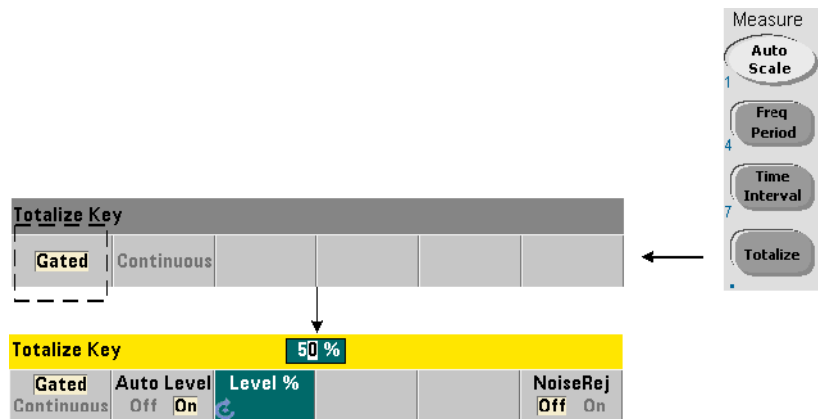 Measure
Auto
Scale
1
Freq
Period
4
Time
Interval
7
Totalize
.
Totalize Key
Gated Continuous
Totalize Key 50 %
Gated Auto Level Level % NoiseRej
Continuous Off On Off On